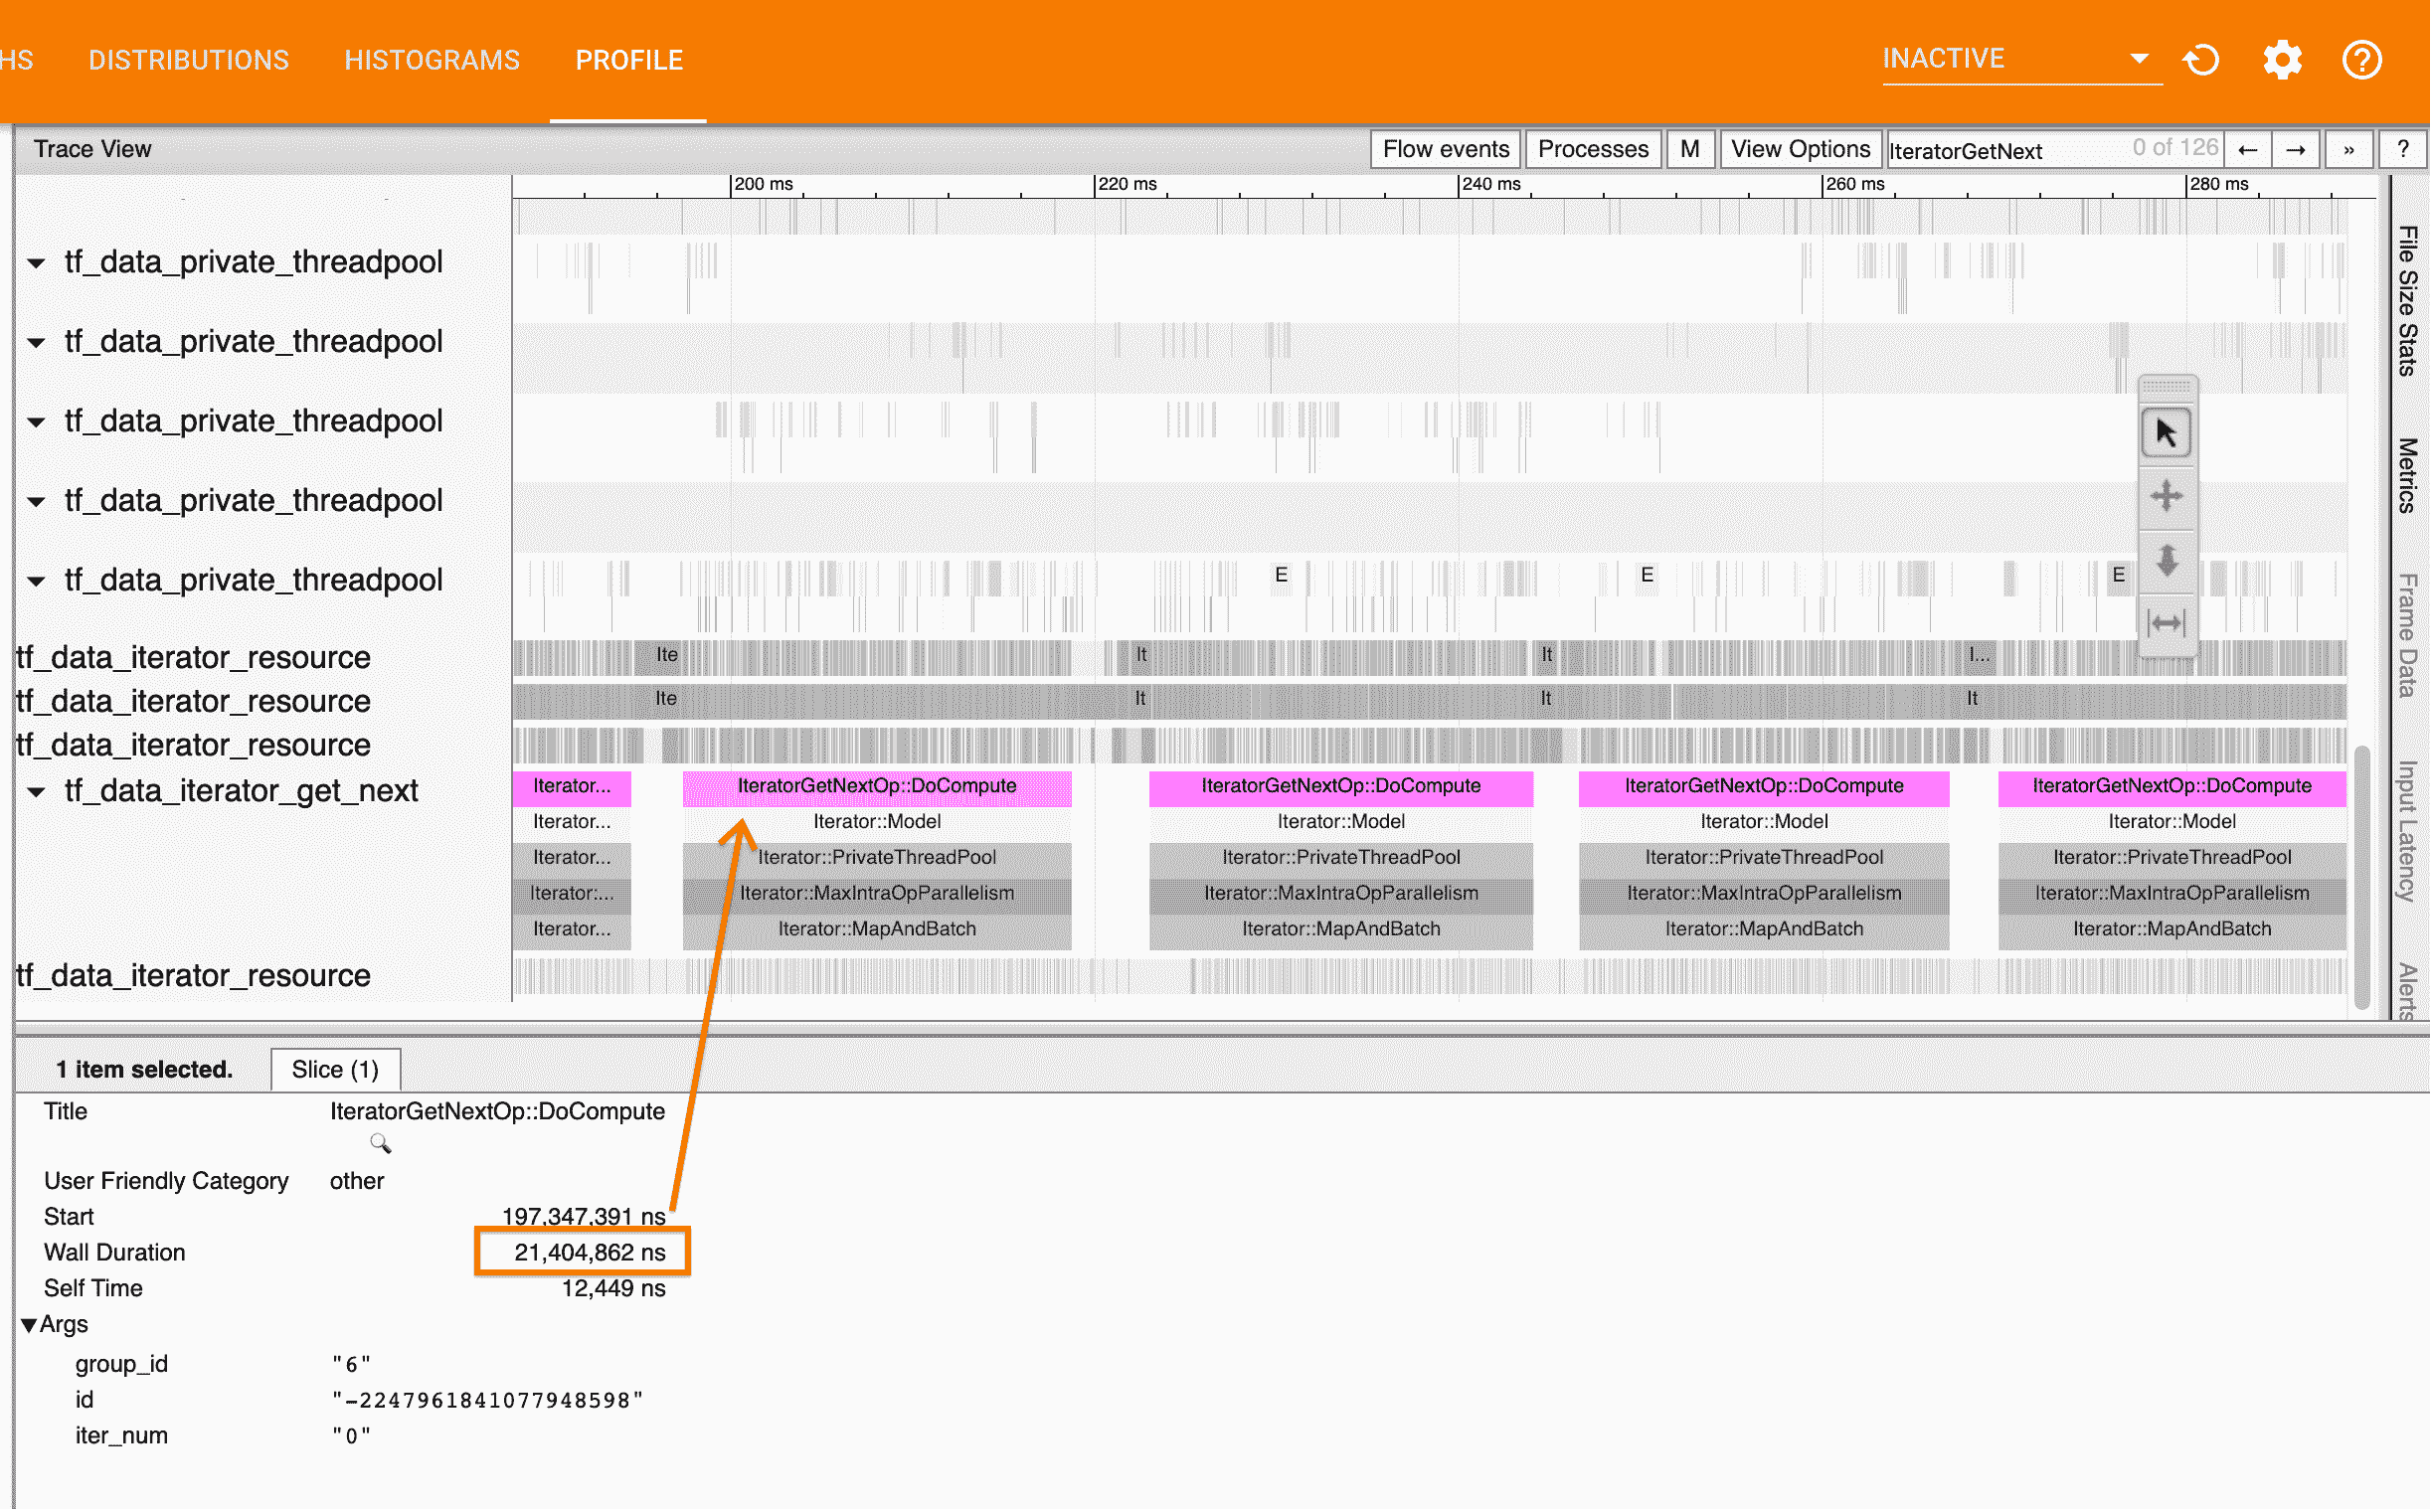 HS DISTRIBUTIONS HISTOGRAMS PROFILE INACTIVE
Trace View Flow events Processes M View Options IteratorGetNext 0 of 126 ← → » ?
200 ms 220 ms 240 ms 260 ms 280 ms
tf_data_private_threadpool
tf_data_private_threadpool
tf_data_private_threadpool
tf_data_private_threadpool
tf_data_private_threadpool E E E
tf_data_iterator_resource Ite It It I...
tf_data_iterator_resource Ite It It It
tf_data_iterator_resource
tf_data_iterator_get_next Iterator... IteratorGetNextOp::DoCompute IteratorGetNextOp::DoCompute IteratorGetNextOp::DoCompute IteratorGetNextOp::DoCompute
Iterator... Iterator::Model Iterator::Model Iterator::Model Iterator::Model
Iterator... Iterator::PrivateThreadPool Iterator::PrivateThreadPool Iterator::PrivateThreadPool Iterator::PrivateThreadPool
Iterator:... Iterator::MaxIntraOpParallelism Iterator::MaxIntraOpParallelism Iterator::MaxIntraOpParallelism Iterator::MaxIntraOpParallelism
Iterator... Iterator::MapAndBatch Iterator::MapAndBatch Iterator::MapAndBatch Iterator::MapAndBatch
tf_data_iterator_resource
File Size Stats
Metrics
Frame Data
Input Latency
Alerts
1 item selected. Slice (1)
Title IteratorGetNextOp::DoCompute
User Friendly Category other
Start 197,347,391 ns
Wall Duration 21,404,862 ns
Self Time 12,449 ns
▼Args
group_id "6"
id "-2247961841077948598"
iter_num "0"